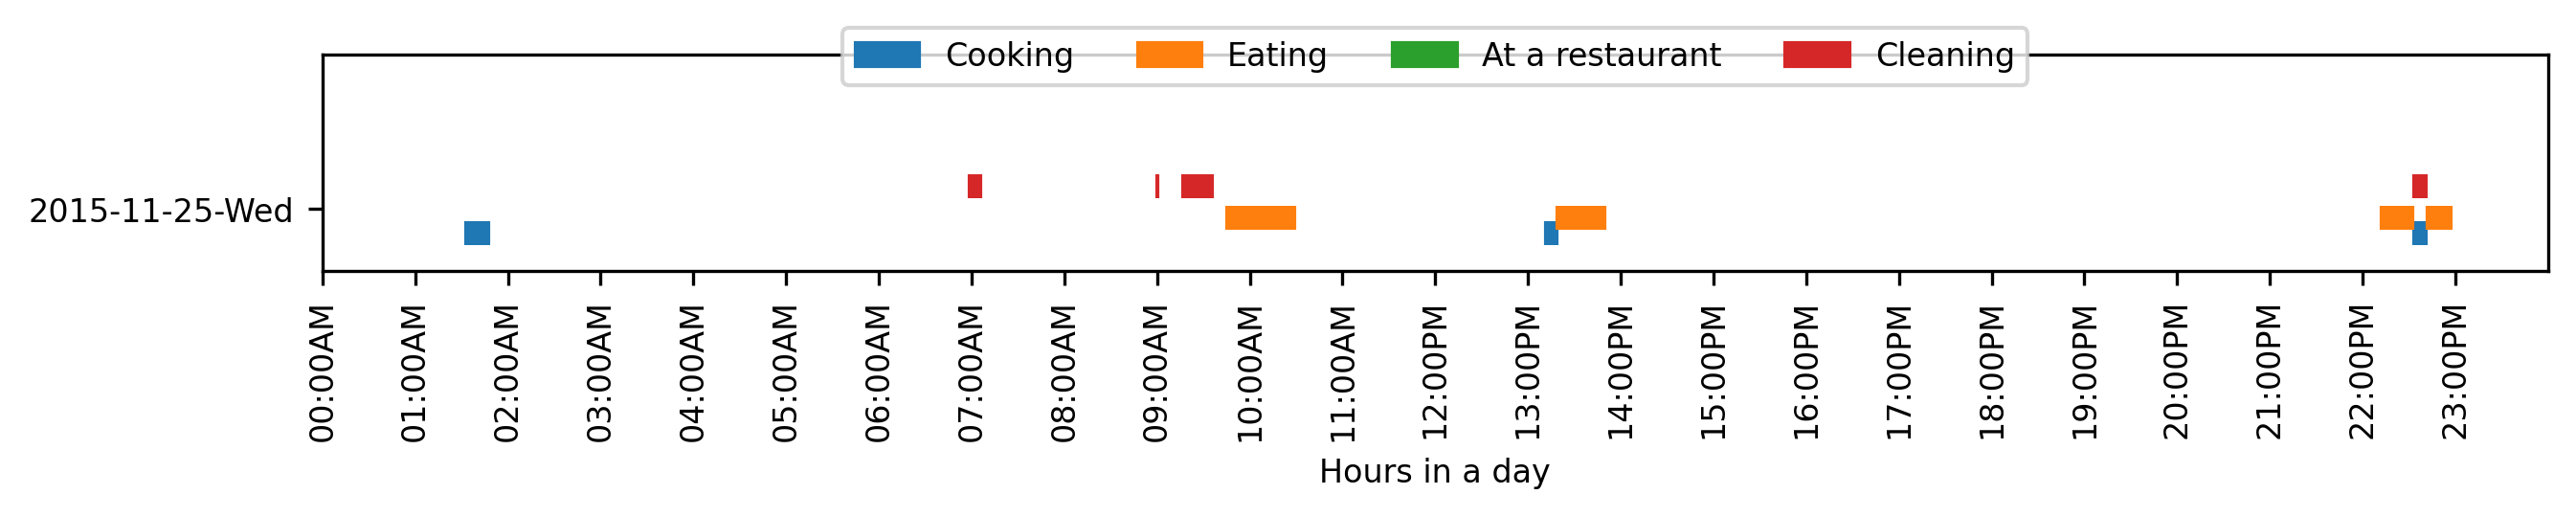 Cooking Eating At a restaurant Cleaning
2015-11-25-Wed
00:00AM
01:00AM
02:00AM
03:00AM
04:00AM
05:00AM
06:00AM
07:00AM
08:00AM
09:00AM
10:00AM
11:00AM
12:00PM
13:00PM
14:00PM
15:00PM
16:00PM
17:00PM
18:00PM
19:00PM
20:00PM
21:00PM
22:00PM
23:00PM
Hours in a day